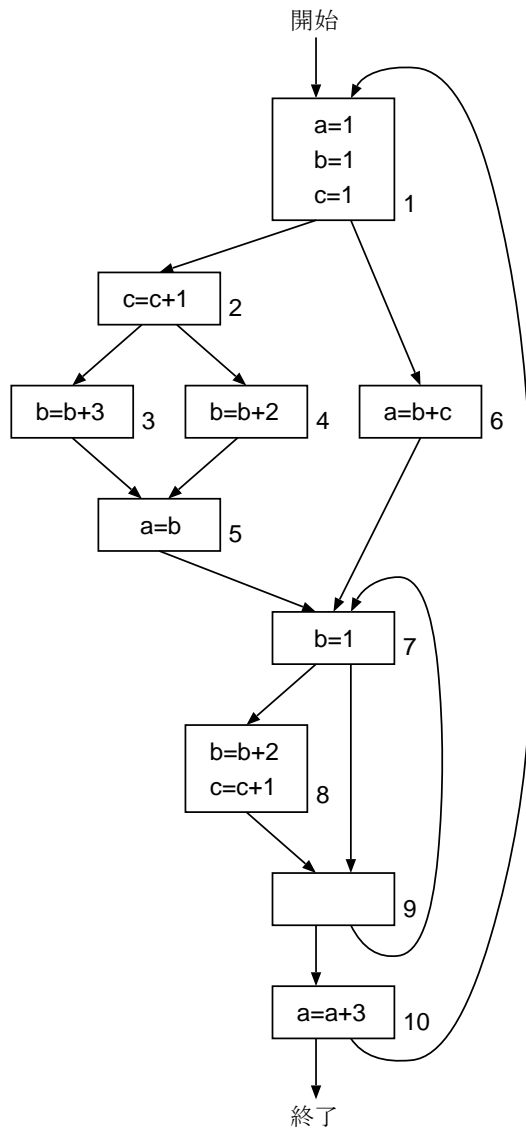 開始
a=1
b=1
c=1
1
c=c+1
2
b=b+3
3
b=b+2
4
a=b+c
6
a=b
5
b=1
7
b=b+2
c=c+1
8
9
a=a+3
10
終了